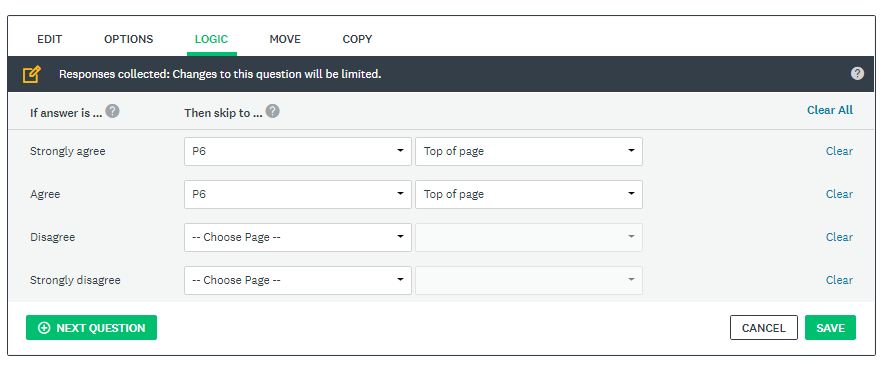 EDIT OPTIONS LOGIC MOVE COPY
Responses collected: Changes to this question will be limited. ?
If answer is ... ? Then skip to ... ? Clear All
Strongly agree P6 Top of page Clear
Agree P6 Top of page Clear
Disagree -- Choose Page -- Clear
Strongly disagree -- Choose Page -- Clear
NEXT QUESTION CANCEL SAVE